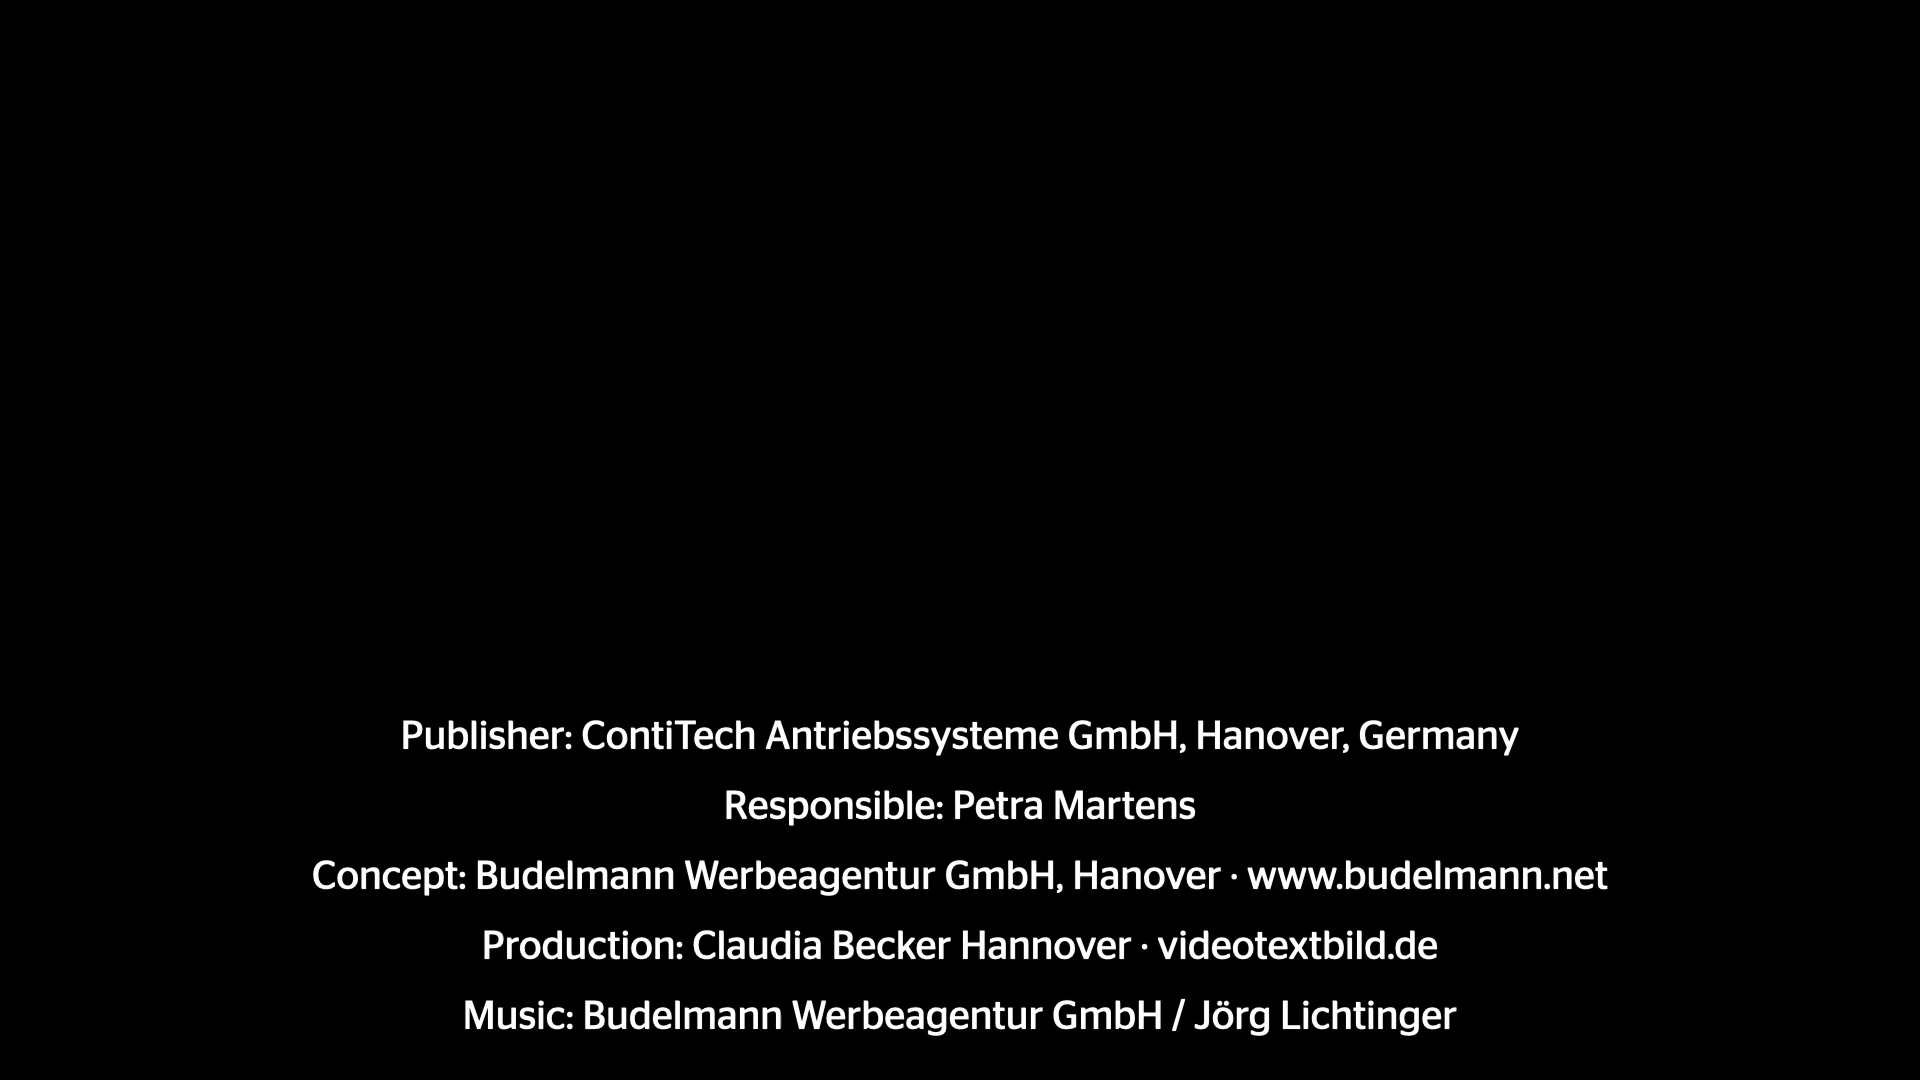 Publisher: ContiTech Antriebssysteme GmbH, Hanover, Germany
Responsible: Petra Martens
Concept: Budelmann Werbeagentur GmbH, Hanover · www.budelmann.net
Production: Claudia Becker Hannover · videotextbild.de
Music: Budelmann Werbeagentur GmbH / Jörg Lichtinger